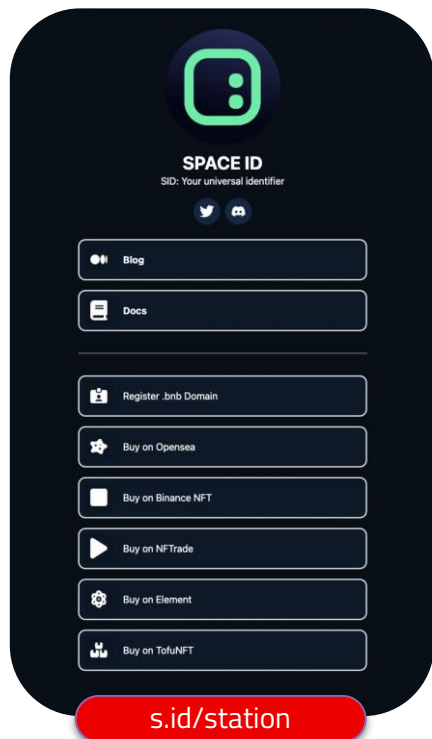 SPACE ID
SID: Your universal identifier
Blog
Docs
Register .bnb Domain
Buy on Opensea
Buy on Binance NFT
Buy on NFTrade
Buy on Element
Buy on TofuNFT
s.id/station